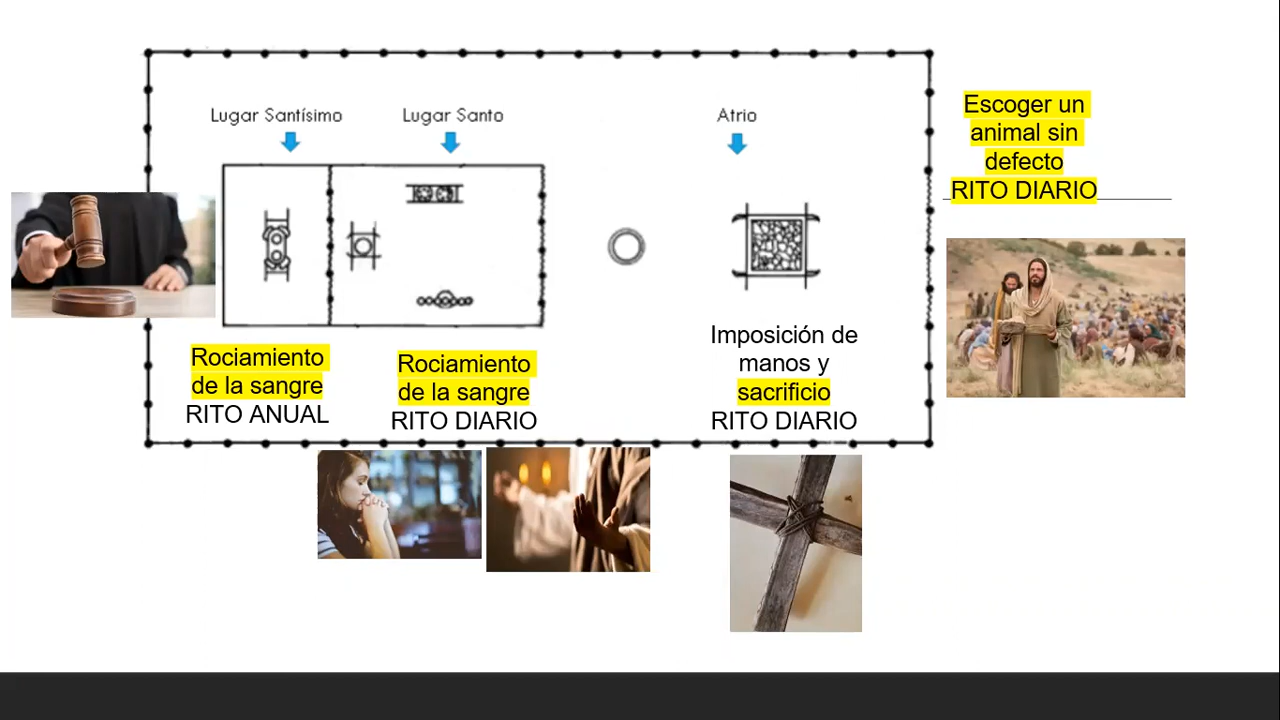 Lugar Santísimo
Lugar Santo
Atrio
Escoger un
animal sin
defecto
RITO DIARIO
Rociamiento
de la sangre
RITO ANUAL
Rociamiento
de la sangre
RITO DIARIO
Imposición de
manos y
sacrificio
RITO DIARIO